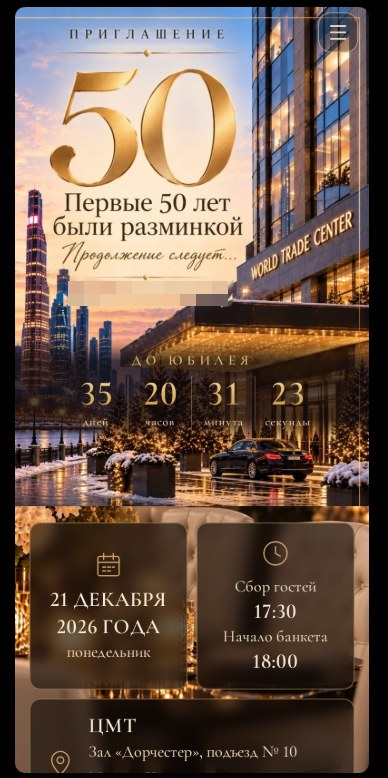 ПРИГЛАШЕНИЕ
50
Первые 50 лет
были разминкой
Продолжение следует...
WORLD TRADE CENTER
ДО ЮБИЛЕЯ
35 20 31 23
дней часов минута секунды
21 ДЕКАБРЯ
2026 ГОДА
понедельник
Сбор гостей
17:30
Начало банкета
18:00
ЦМТ
Зал «Дорчестер», подъезд № 10